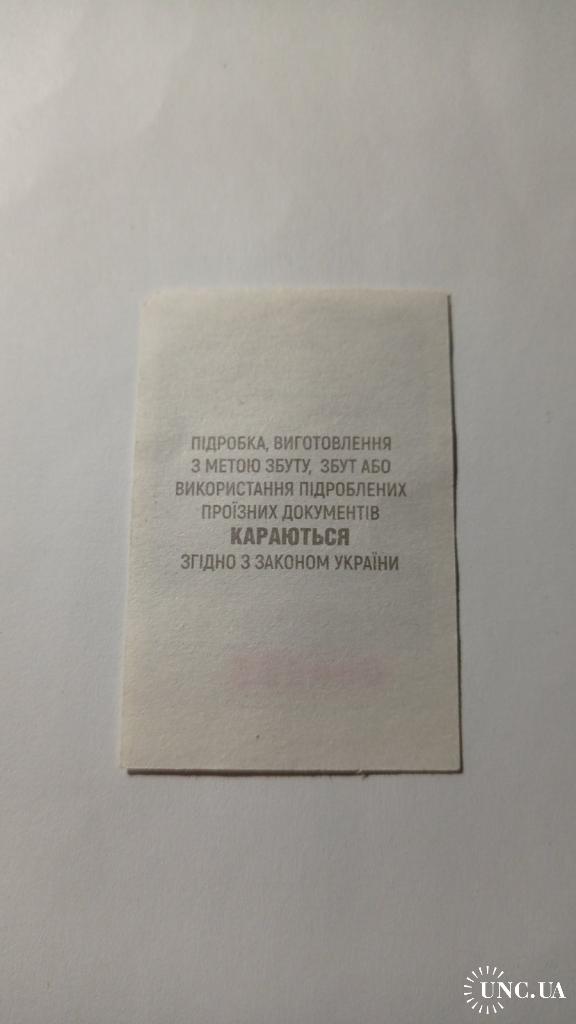 ПІДРОБКА, ВИГОТОВЛЕННЯ
З МЕТОЮ ЗБУТУ, ЗБУТ АБО
ВИКОРИСТАННЯ ПІДРОБЛЕНИХ
ПРОЇЗНИХ ДОКУМЕНТІВ
КАРАЮТЬСЯ
ЗГІДНО З ЗАКОНОМ УКРАЇНИ
UNC.UA